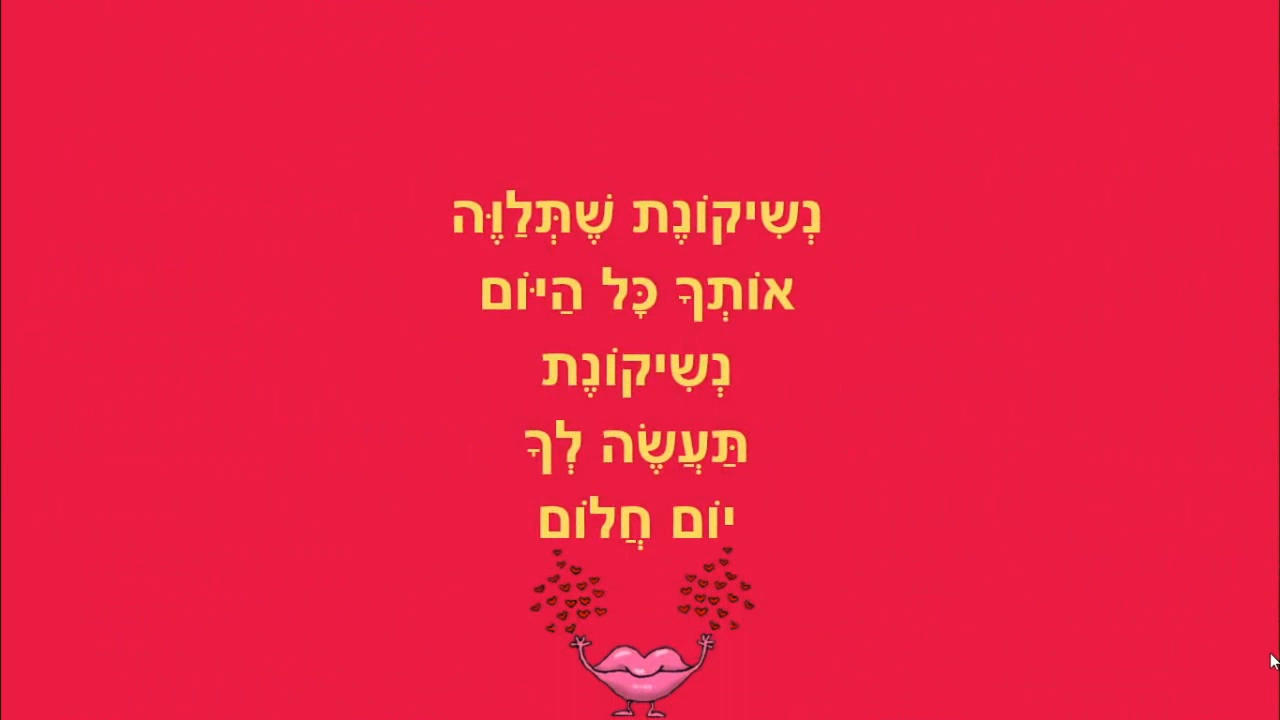 נְשִׁיקוֹנֶת שֶׁתְּלַוֶּּה
אוֹתְךָ כָּל הַיּוֹם
נְשִׁיקוֹנֶת
תַּעֲשֶׂה לְךָ
יוֹם חֲלוֹם